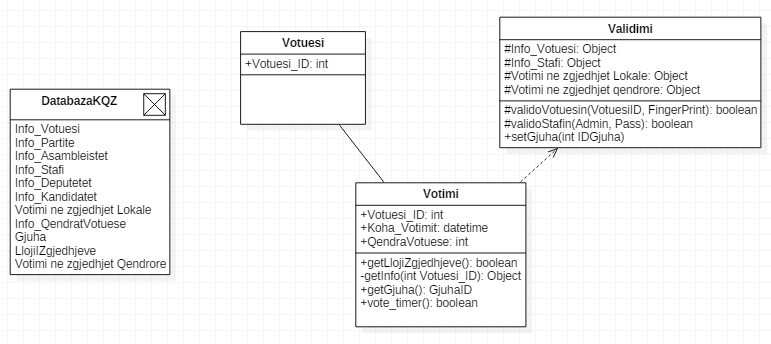 DatabazaKQZ
Info_Votuesi
Info_Partite
Info_Asambleistet
Info_Stafi
Info_Deputetet
Info_Kandidatet
Votimi ne zgjedhjet Lokale
Info_QendratVotuese
Gjuha
LlojiIZgjedhjeve
Votimi ne zgjedhjet Qendrore
Votuesi
+Votuesi_ID: int
Validimi
#Info_Votuesi: Object
#Info_Stafi: Object
#Votimi ne zgjedhjet Lokale: Object
#Votimi ne zgjedhjet qendrore: Object
#validoVotuesin(VotuesiID, FingerPrint): boolean
#validoStafin(Admin, Pass): boolean
+setGjuha(int IDGjuha)
Votimi
+Votuesi_ID: int
+Koha_Votimit: datetime
+QendraVotuese: int
+getLlojiZgjedhjeve(): boolean
-getInfo(int Votuesi_ID): Object
+getGjuha(): GjuhaID
+vote_timer(): boolean